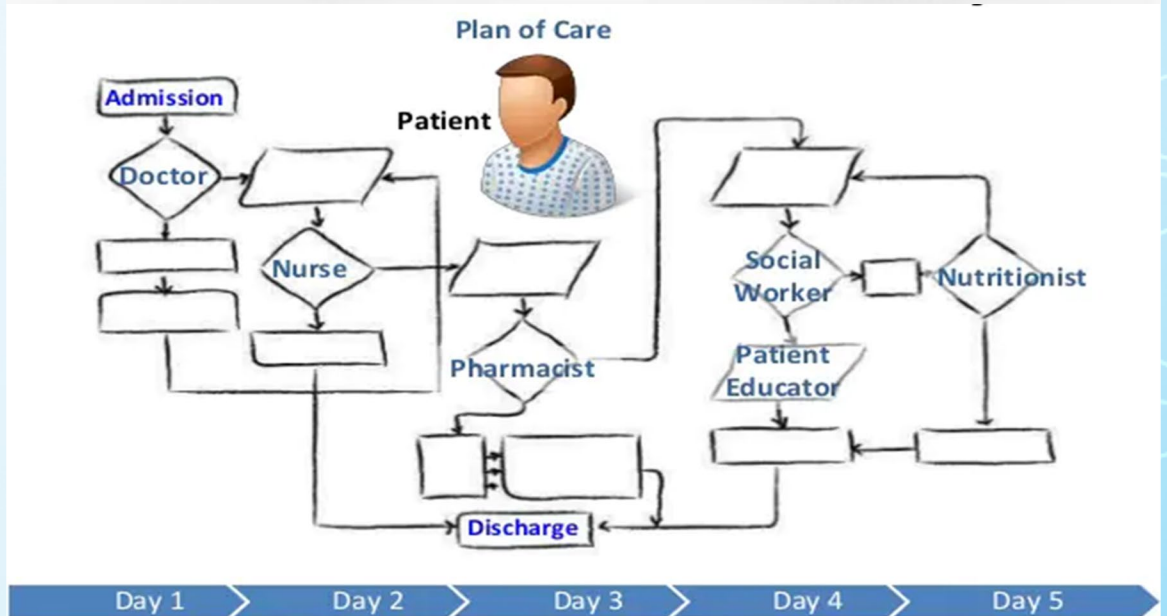 Plan of Care
Admission
Patient
Doctor
Nurse
Social
Worker
Nutritionist
Pharmacist
Patient
Educator
Discharge
Day 1
Day 2
Day 3
Day 4
Day 5